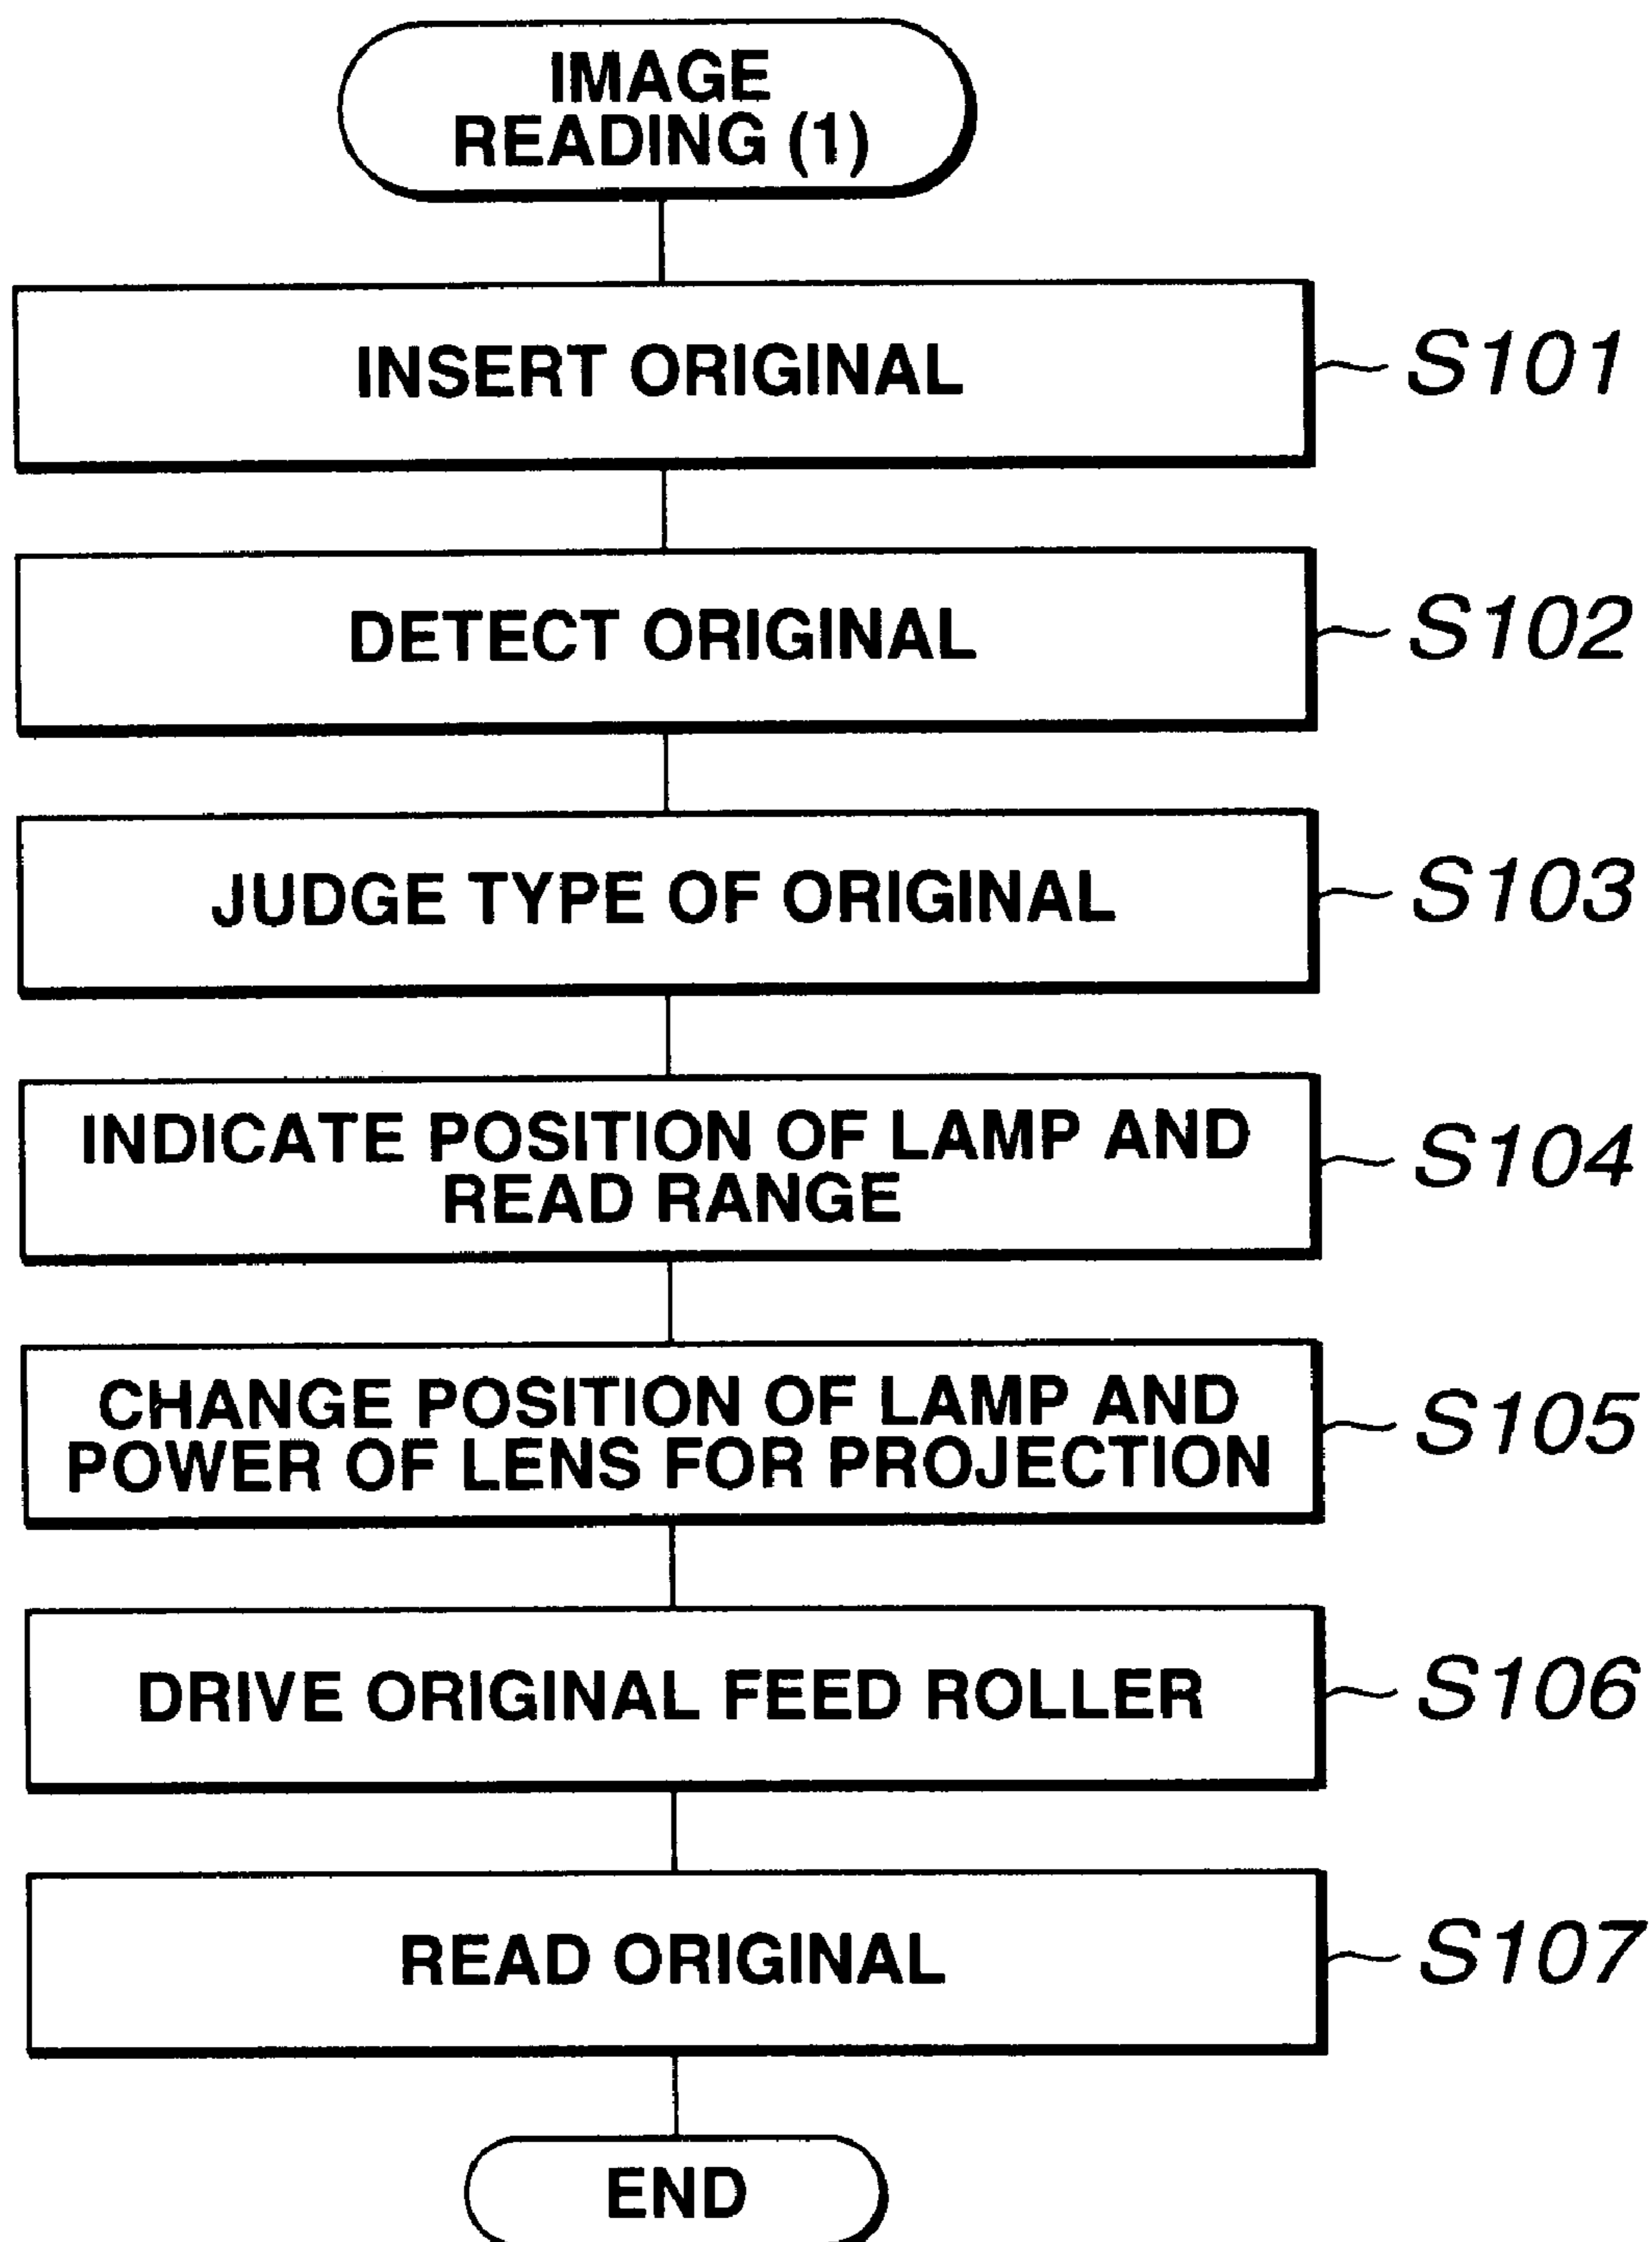 IMAGE
READING (1)
INSERT ORIGINAL
S101
DETECT ORIGINAL
S102
JUDGE TYPE OF ORIGINAL
S103
INDICATE POSITION OF LAMP AND
READ RANGE
S104
CHANGE POSITION OF LAMP AND
POWER OF LENS FOR PROJECTION
S105
DRIVE ORIGINAL FEED ROLLER
S106
READ ORIGINAL
S107
END